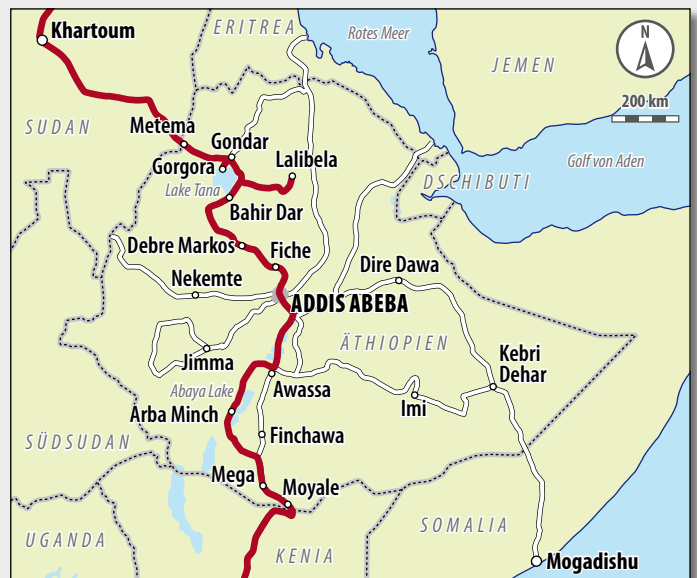 Khartoum
ERITREA
Rotes Meer
JEMEN
N
200 km
SUDAN
Metema
Gondar
Gorgora
Lalibela
Lake Tana
Golf von Aden
DSCHIBUTI
Bahir Dar
Debre Markos
Fiche
Nekemte
Dire Dawa
ADDIS ABEBA
ÄTHIOPIEN
Jimma
Kebri
Dehar
Abaya Lake
Awassa
Arba Minch
Imi
Finchawa
SÜDSUDAN
Mega
Moyale
SOMALIA
UGANDA
KENIA
Mogadishu